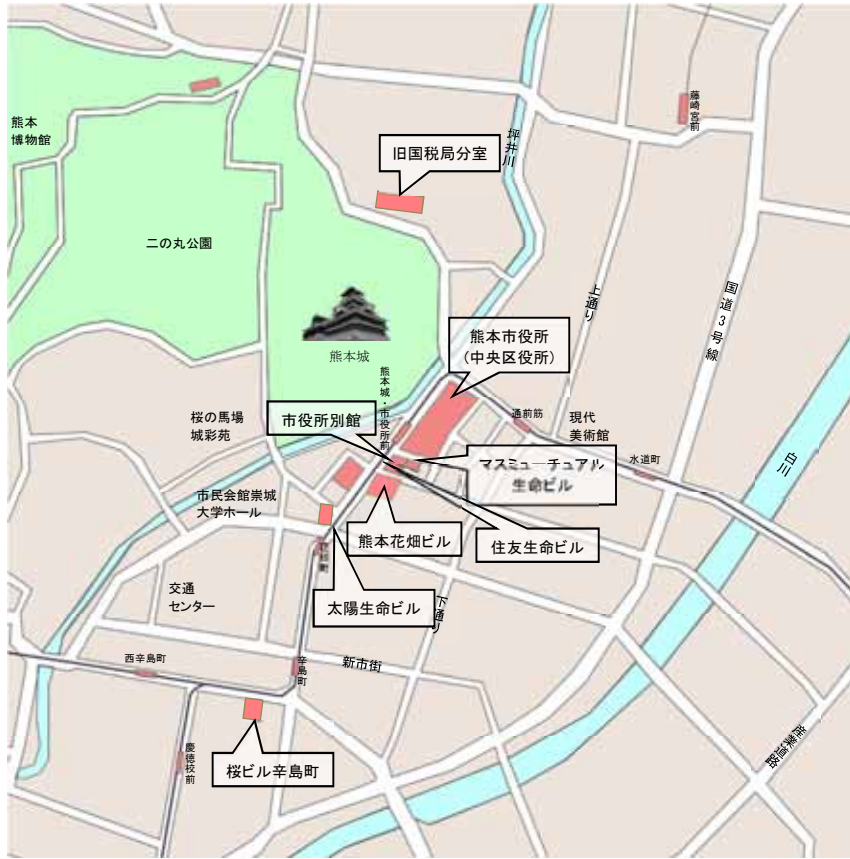 藤崎宮前
熊本
博物館
坪井川
旧国税局分室
二の丸公園
上通り
国道3号線
熊本城
熊本市役所
（中央区役所）
熊本城・市役所前
桜の馬場
城彩苑
市役所別館
通町筋
現代
美術館
水道町
白川
マスミューチュアル
生命ビル
市民会館崇城
大学ホール
熊本花畑ビル
住友生命ビル
交通
センター
太陽生命ビル
下通り
西辛島町
辛島町
新市街
慶徳校前
桜ビル辛島町
産業道路